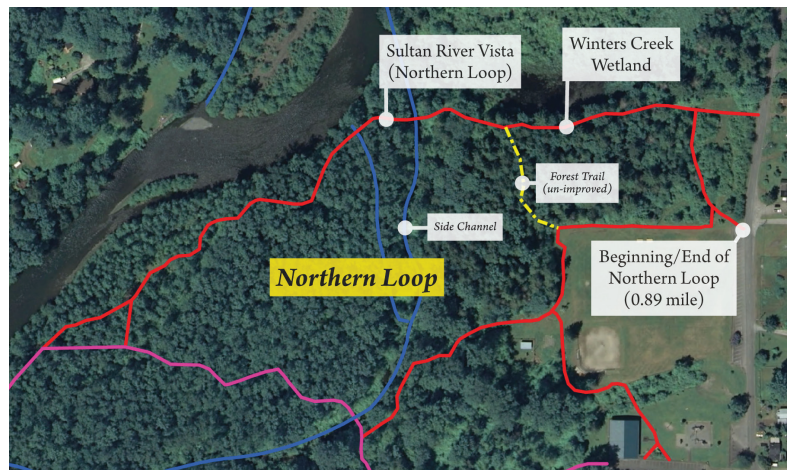 Sultan River Vista
(Northern Loop)
Winters Creek
Wetland
Forest Trail
(un-improved)
Side Channel
Northern Loop
Beginning/End of
Northern Loop
(0.89 mile)